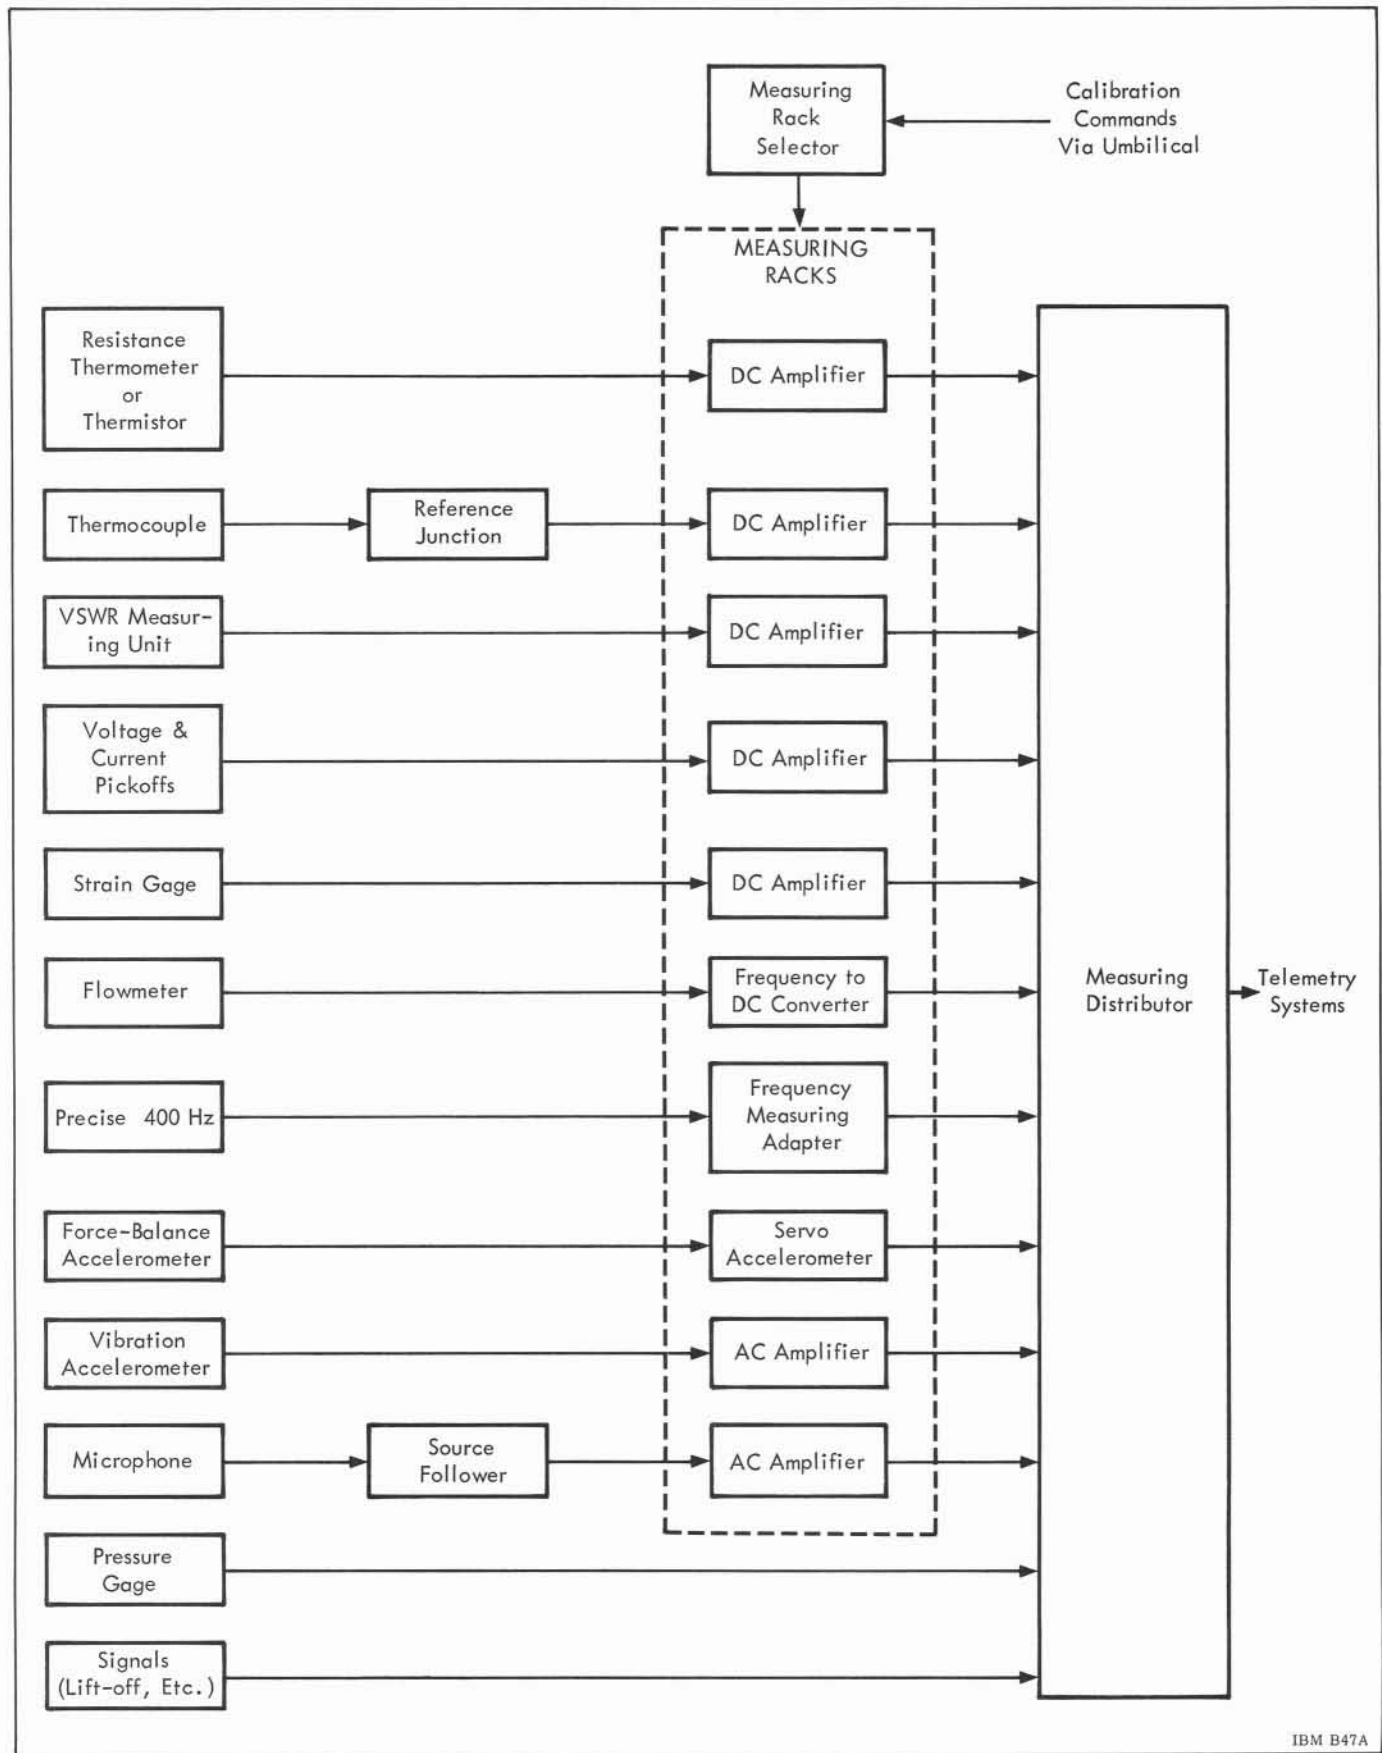 Measuring
Rack
Selector
Calibration
Commands
Via Umbilical
MEASURING
RACKS
Resistance
Thermometer
or
Thermistor
DC Amplifier
Thermocouple
Reference
Junction
DC Amplifier
VSWR Measur-
ing Unit
DC Amplifier
Voltage &
Current
Pickoffs
DC Amplifier
Strain Gage
DC Amplifier
Flowmeter
Frequency to
DC Converter
Measuring
Distributor
Telemetry
Systems
Precise 400 Hz
Frequency
Measuring
Adapter
Force-Balance
Accelerometer
Servo
Accelerometer
Vibration
Accelerometer
AC Amplifier
Microphone
Source
Follower
AC Amplifier
Pressure
Gage
Signals
(Lift-off, Etc.)
IBM B47A